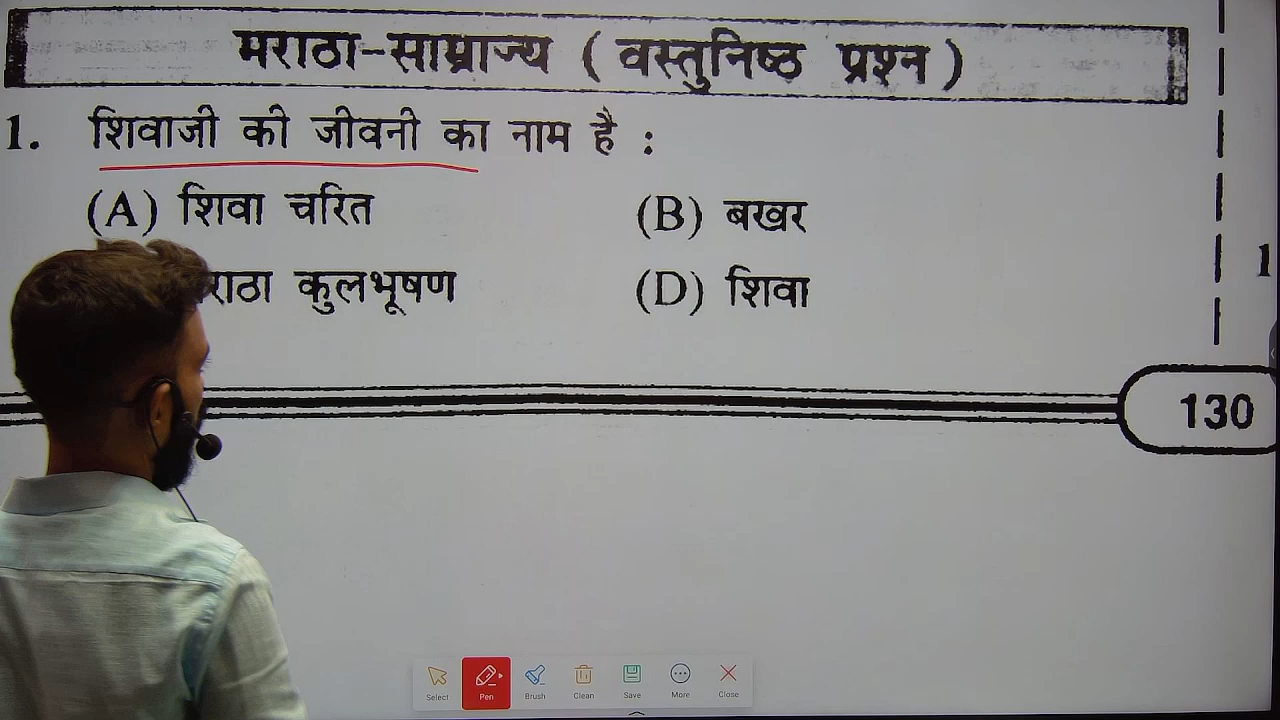 मराठा-साम्राज्य ( वस्तुनिष्ठ प्रश्न )
1. शिवाजी की जीवनी का नाम है :
(A) शिवा चरित (B) बखर
राठा कुलभूषण (D) शिवा
1
130
Select Pen Brush Clean Save More Close